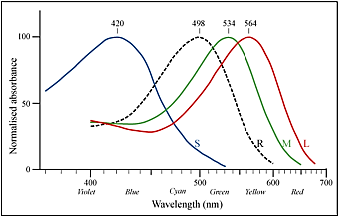 420 498 534 564
100
50
0
Normalised absorbance
S R M L
400 500 600 700
Violet Blue Cyan Green Yellow Red
Wavelength (nm)